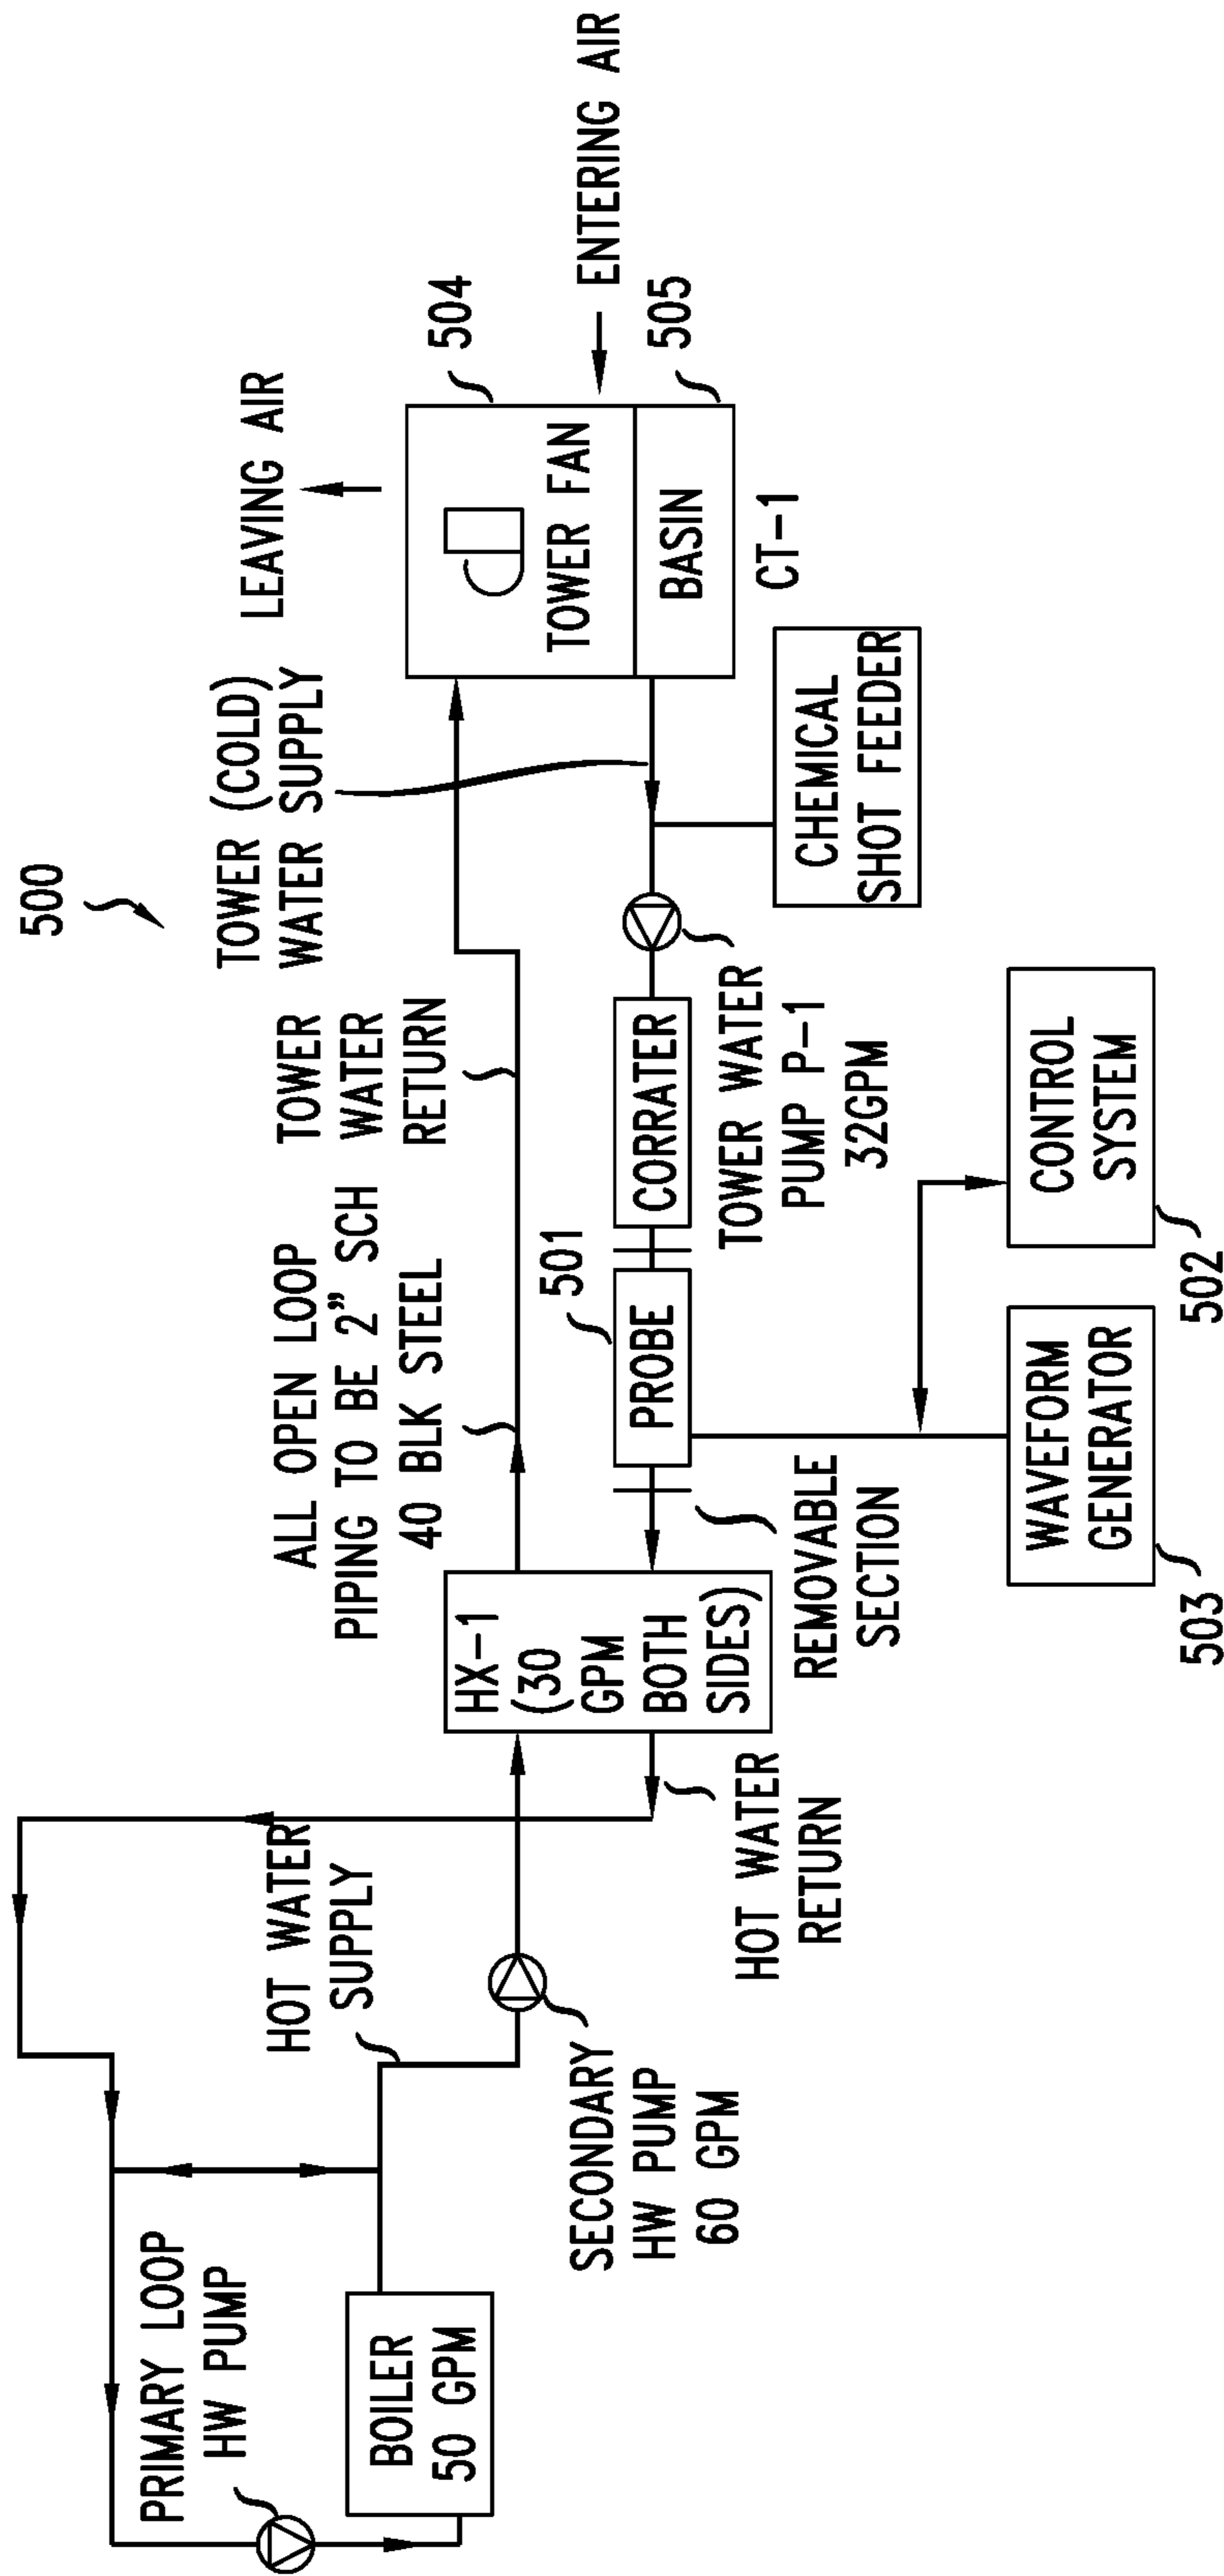 500
LEAVING AIR
504
ENTERING AIR
505
TOWER FAN
BASIN
CT-1
TOWER (COLD)
WATER SUPPLY
TOWER
WATER
RETURN
ALL OPEN LOOP
PIPING TO BE 2" SCH
40 BLK STEEL
CHEMICAL
SHOT FEEDER
TOWER WATER
PUMP P-1
32GPM
CORRATER
501
PROBE
REMOVABLE
SECTION
CONTROL
SYSTEM
502
WAVEFORM
GENERATOR
503
HX-1
(30
GPM
BOTH
SIDES)
HOT WATER
RETURN
HOT WATER
SUPPLY
SECONDARY
HW PUMP
60 GPM
PRIMARY LOOP
HW PUMP
BOILER
50 GPM